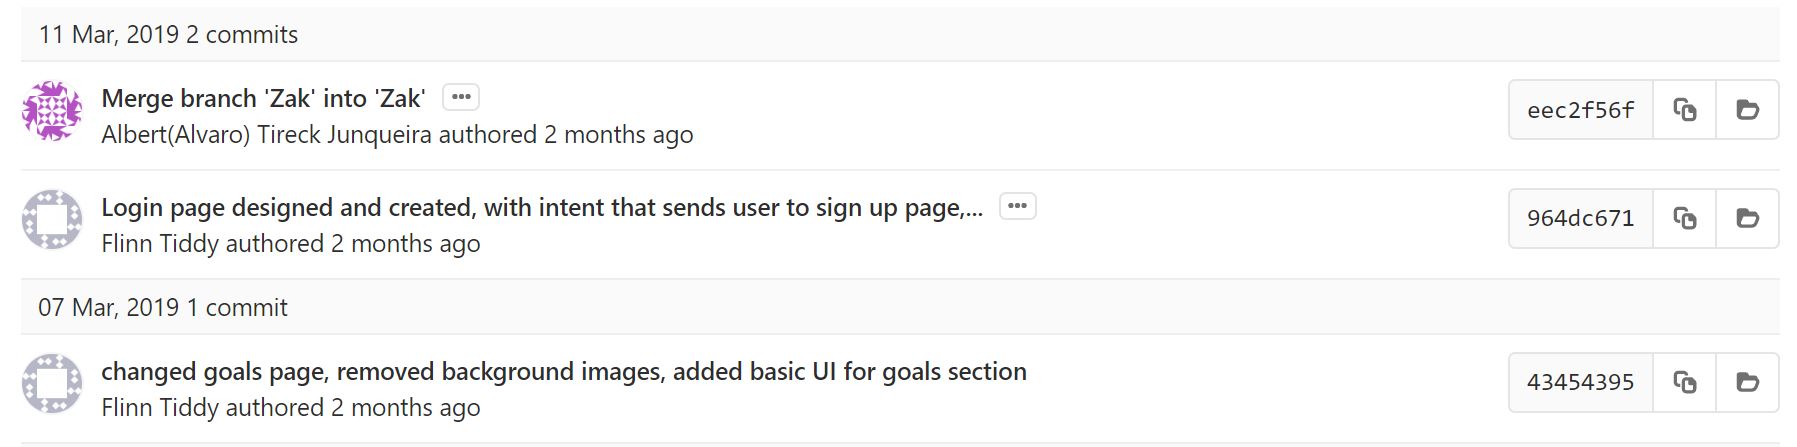 11 Mar, 2019 2 commits
Merge branch 'Zak' into 'Zak' ...
Albert(Alvaro) Tireck Junqueira authored 2 months ago
eec2f56f
Login page designed and created, with intent that sends user to sign up page,... ...
Flinn Tiddy authored 2 months ago
964dc671
07 Mar, 2019 1 commit
changed goals page, removed background images, added basic UI for goals section
Flinn Tiddy authored 2 months ago
43454395